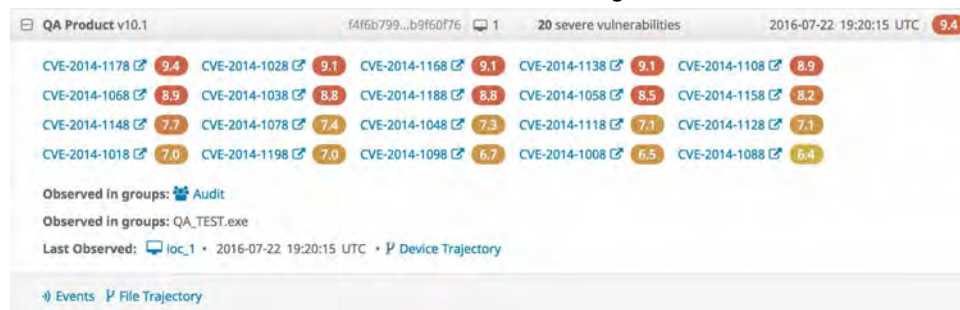 QA Product v10.1 f4f6b799...b9f60f76 1 20 severe vulnerabilities 2016-07-22 19:20:15 UTC 9.4
CVE-2014-1178 9.4 CVE-2014-1028 9.1 CVE-2014-1168 9.1 CVE-2014-1138 9.1 CVE-2014-1108 8.9
CVE-2014-1068 8.9 CVE-2014-1038 8.8 CVE-2014-1188 8.8 CVE-2014-1058 8.5 CVE-2014-1158 8.2
CVE-2014-1148 7.7 CVE-2014-1078 7.4 CVE-2014-1048 7.3 CVE-2014-1118 7.1 CVE-2014-1128 7.1
CVE-2014-1018 7.0 CVE-2014-1198 7.0 CVE-2014-1098 6.7 CVE-2014-1008 6.5 CVE-2014-1088 6.4
Observed in groups: Audit
Observed in groups: QA_TEST.exe
Last Observed: ioc_1 • 2016-07-22 19:20:15 UTC • Device Trajectory
Events File Trajectory